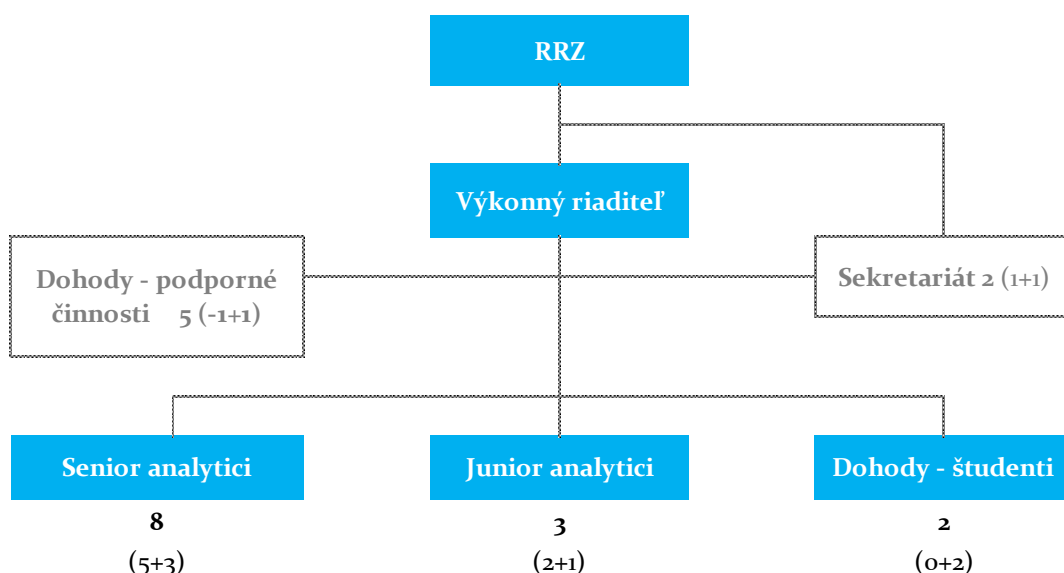 RRZ
Výkonný riaditeľ
Dohody - podporné
činnosti 5 (-1+1)
Sekretariát 2 (1+1)
Senior analytici
Junior analytici
Dohody - študenti
8
3
2
(5+3)
(2+1)
(0+2)